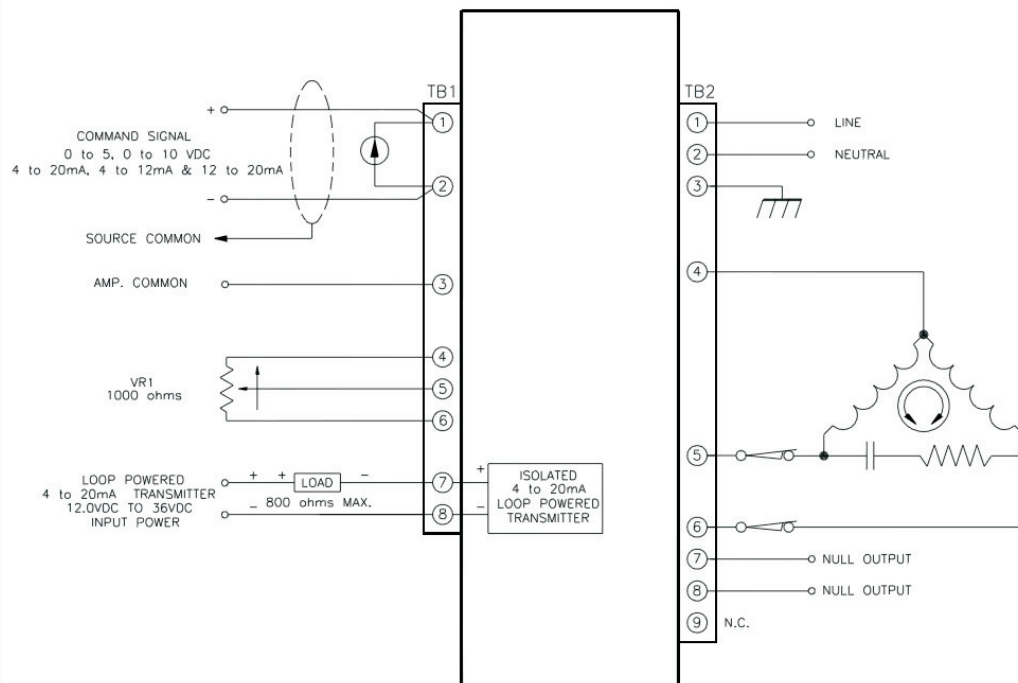 TB1
+
COMMAND SIGNAL
0 to 5, 0 to 10 VDC
4 to 20mA, 4 to 12mA & 12 to 20mA
-
SOURCE COMMON
AMP. COMMON
VR1
1000 ohms
LOOP POWERED
4 to 20mA TRANSMITTER
12.0VDC TO 36VDC
INPUT POWER
+ + LOAD -
800 ohms MAX.
-
1
2
3
4
5
6
7
8
+
-
ISOLATED
4 to 20mA
LOOP POWERED
TRANSMITTER
TB2
1 LINE
2 NEUTRAL
3
4
5
6
7 NULL OUTPUT
8 NULL OUTPUT
9 N.C.